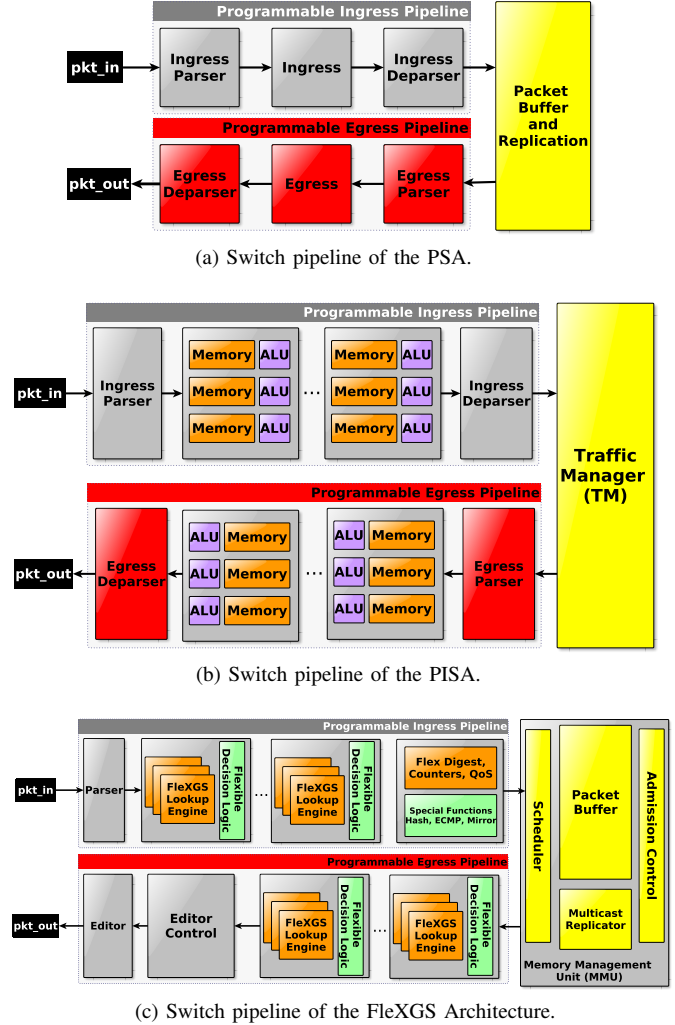 Programmable Ingress Pipeline
pkt_in
Ingress
Parser
Ingress
Ingress
Deparser
Packet
Buffer
and
Replication
Programmable Egress Pipeline
pkt_out
Egress
Deparser
Egress
Egress
Parser
(a) Switch pipeline of the PSA.
Programmable Ingress Pipeline
pkt_in
Ingress
Parser
Memory ALU
Memory ALU
Memory ALU
...
Memory ALU
Memory ALU
Memory ALU
Ingress
Deparser
Traffic
Manager
(TM)
Programmable Egress Pipeline
pkt_out
Egress
Deparser
ALU Memory
ALU Memory
ALU Memory
...
ALU Memory
ALU Memory
ALU Memory
Egress
Parser
(b) Switch pipeline of the PISA.
Programmable Ingress Pipeline
pkt_in
Parser
FleXGS
Lookup
Engine
Flexible
Decision Logic
...
FleXGS
Lookup
Engine
Flexible
Decision Logic
Flex Digest,
Counters, QoS
Special Functions
Hash, ECMP, Mirror
Scheduler
Packet
Buffer
Multicast
Replicator
Admission Control
Memory Management
Unit (MMU)
Programmable Egress Pipeline
pkt_out
Editor
Editor
Control
FleXGS
Lookup
Engine
Flexible
Decision Logic
...
FleXGS
Lookup
Engine
Flexible
Decision Logic
(c) Switch pipeline of the FleXGS Architecture.